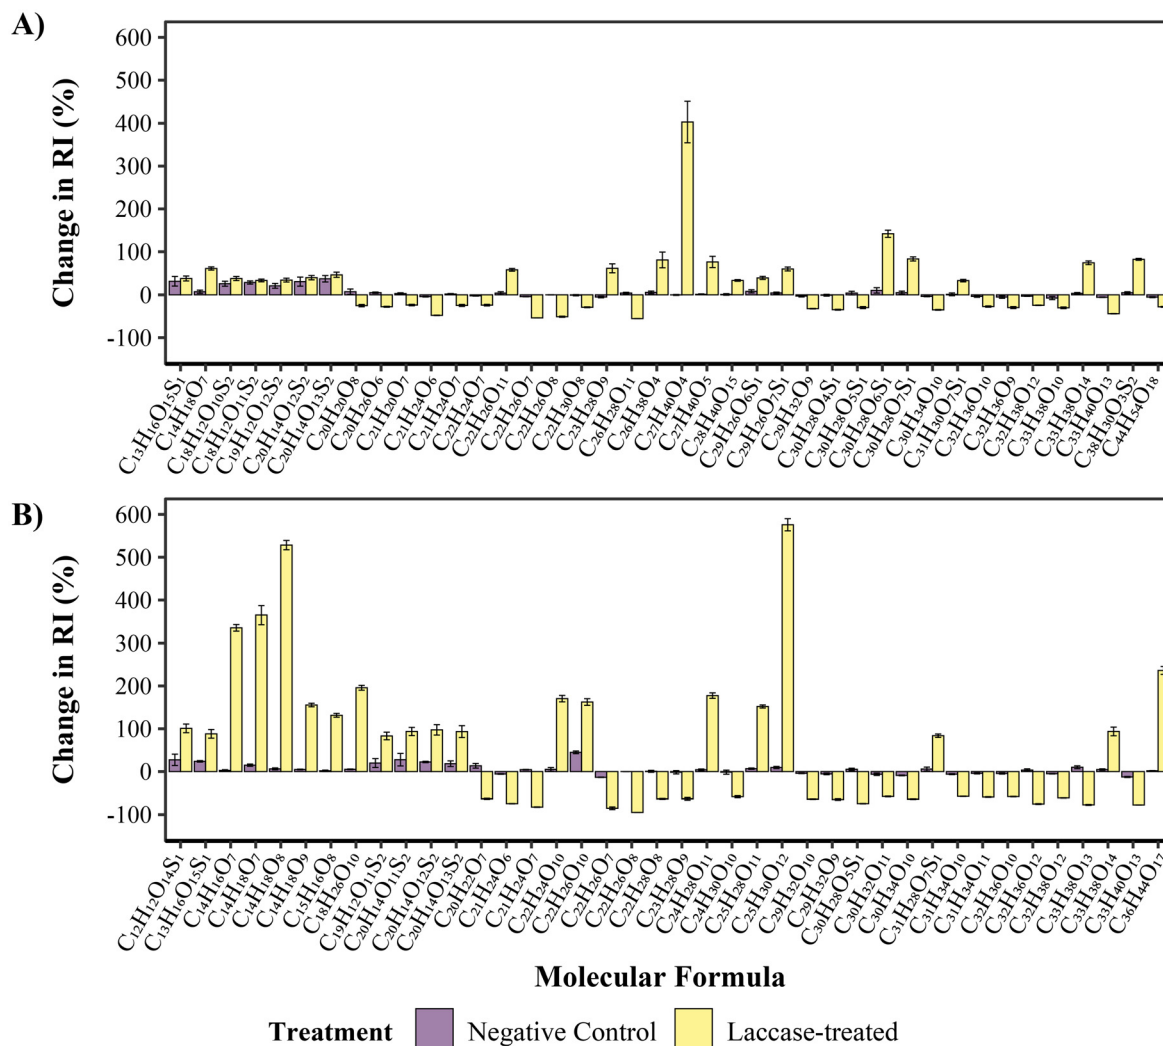 A)
Change in RI (%)
600
500
400
300
200
100
0
-100
C₁₃H₁₆O₁₅S₁
C₁₄H₁₈O₇
C₁₈H₁₂O₁₀S₂
C₁₈H₁₂O₁₁S₂
C₁₉H₁₂O₁₂S₂
C₂₀H₁₄O₁₂S₂
C₂₀H₁₄O₁₃S₂
C₂₀H₂₀O₈
C₂₀H₂₆O₆
C₂₁H₂₀O₇
C₂₁H₂₄O₆
C₂₁H₂₄O₇
C₂₂H₂₄O₇
C₂₂H₂₆O₁₁
C₂₂H₂₆O₇
C₂₂H₂₆O₈
C₂₂H₃₀O₈
C₂₃H₂₈O₉
C₂₆H₂₈O₁₁
C₂₆H₃₈O₄
C₂₇H₄₀O₄
C₂₇H₄₀O₅
C₂₈H₄₀O₁₅
C₂₉H₂₆O₆S₁
C₂₉H₂₆O₇S₁
C₂₉H₃₂O₉
C₃₀H₂₈O₄S₁
C₃₀H₂₈O₅S₁
C₃₀H₂₈O₆S₁
C₃₀H₂₈O₇S₁
C₃₀H₃₄O₁₀
C₃₁H₃₀O₇S₁
C₃₂H₃₆O₁₀
C₃₂H₃₆O₉
C₃₂H₃₈O₁₂
C₃₃H₃₈O₁₀
C₃₃H₃₈O₁₄
C₃₃H₄₀O₁₃
C₃₈H₃₀O₃S₂
C₄₄H₅₄O₁₈
B)
Change in RI (%)
600
500
400
300
200
100
0
-100
C₁₂H₁₂O₁₄S₁
C₁₃H₁₆O₁₅S₁
C₁₄H₁₆O₇
C₁₄H₁₈O₇
C₁₄H₁₈O₈
C₁₄H₁₈O₉
C₁₅H₁₆O₈
C₁₈H₂₆O₁₀
C₁₉H₁₂O₁₁S₂
C₂₀H₁₄O₁₁S₂
C₂₀H₁₄O₁₂S₂
C₂₀H₁₄O₁₃S₂
C₂₀H₂₂O₇
C₂₁H₂₄O₆
C₂₁H₂₄O₇
C₂₂H₂₄O₁₀
C₂₂H₂₆O₁₀
C₂₂H₂₆O₇
C₂₂H₂₆O₈
C₂₂H₂₈O₈
C₂₃H₂₈O₉
C₂₄H₂₈O₁₁
C₂₄H₃₀O₁₀
C₂₅H₂₈O₁₁
C₂₅H₃₀O₁₂
C₂₉H₃₂O₁₀
C₂₉H₃₂O₉
C₃₀H₂₈O₅S₁
C₃₀H₃₂O₁₁
C₃₀H₃₄O₁₀
C₃₁H₂₈O₇S₁
C₃₁H₃₄O₁₀
C₃₁H₃₄O₁₁
C₃₂H₃₆O₁₀
C₃₂H₃₆O₁₂
C₃₂H₃₈O₁₂
C₃₃H₃₈O₁₃
C₃₃H₃₈O₁₄
C₃₃H₄₀O₁₃
C₃₆H₄₄O₁₇
Molecular Formula
Treatment Negative Control Laccase-treated